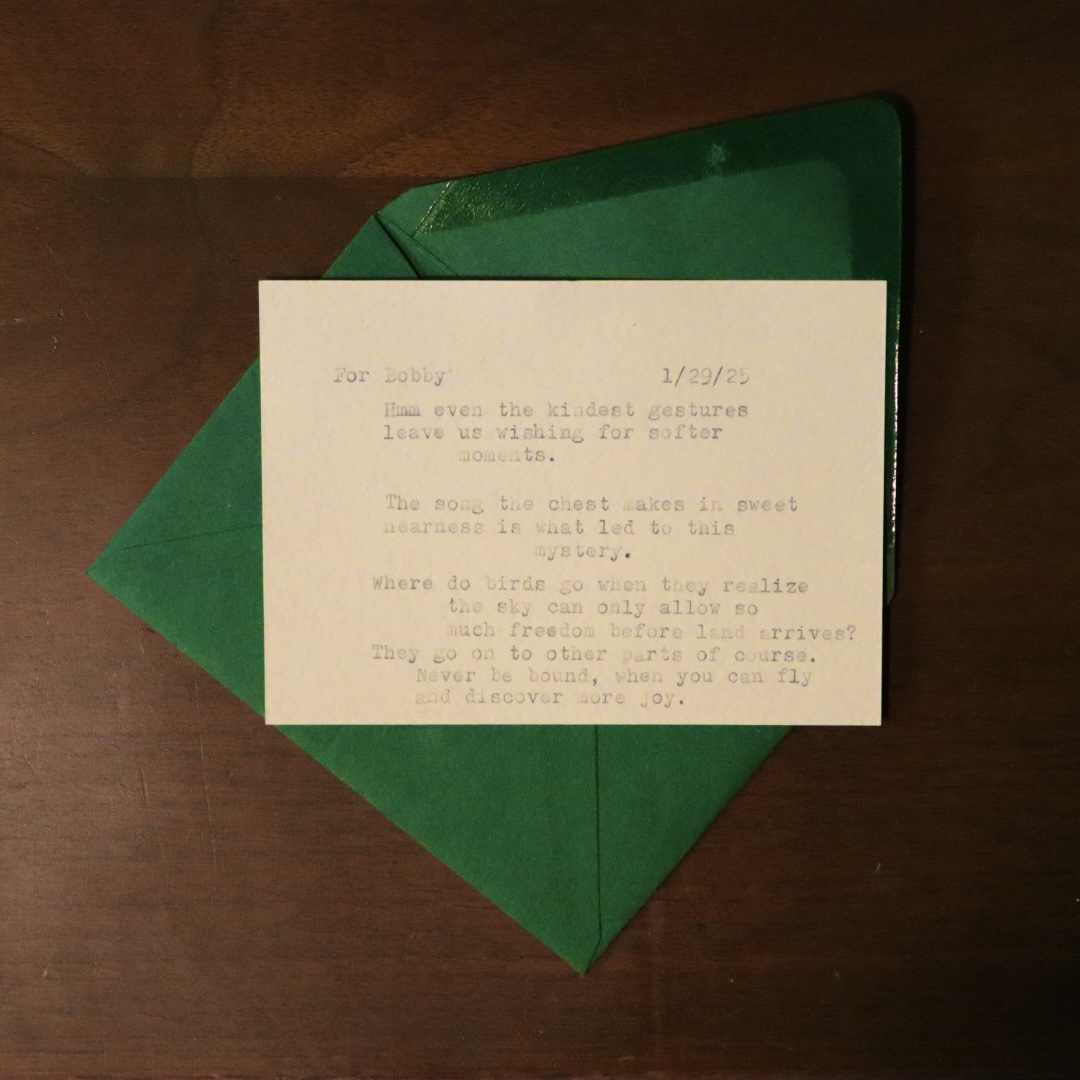 For Bobby 1/29/25
Hmm even the kindest gestures
leave us wishing for softer
moments.
The song the chest makes in sweet
nearness is what led to this
mystery.
Where do birds go when they realize
the sky can only allow so
much freedom before land arrives?
They go on to other parts of course.
Never be bound, when you can fly
and discover more joy.